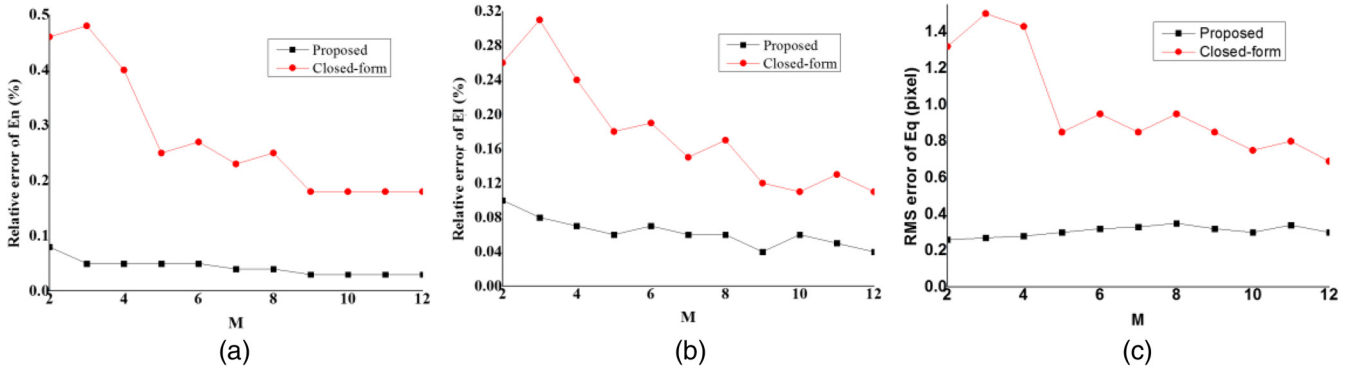 0.5
0.4
0.3
0.2
0.1
0.0
Relative error of En (%)
2 4 6 8 10 12
M
Proposed
Closed-form
(a)
0.32
0.28
0.24
0.20
0.16
0.12
0.08
0.04
0.00
Relative error of El (%)
2 4 6 8 10 12
M
Proposed
Closed-form
(b)
1.4
1.2
1.0
0.8
0.6
0.4
0.2
0.0
RMS error of Eq (pixel)
2 4 6 8 10 12
M
Proposed
Closed-form
(c)